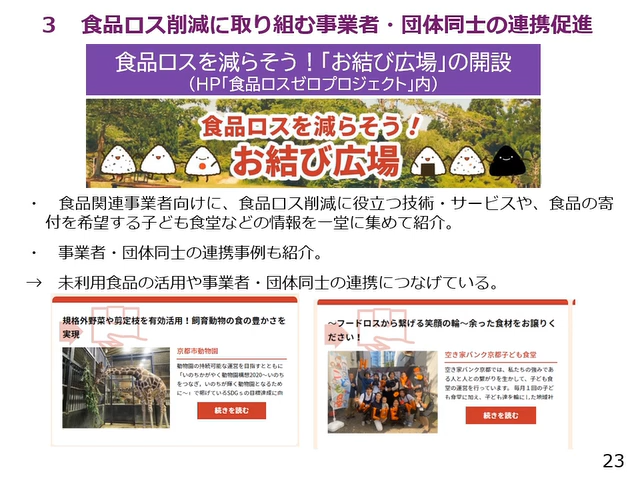 ３　食品ロス削減に取り組む事業者・団体同士の連携促進
食品ロスを減らそう！「お結び広場」の開設
（HP「食品ロスゼロプロジェクト」内）
食品ロスを減らそう！
お結び広場
・　食品関連事業者向けに、食品ロス削減に役立つ技術・サービスや、食品の寄
付を希望する子ども食堂などの情報を一堂に集めて紹介。
・　事業者・団体同士の連携事例も紹介。
→　未利用食品の活用や事業者・団体同士の連携につなげている。
規格外野菜や剪定枝を有効活用！飼育動物の食の豊かさを
実現
京都市動物園
動物園の持続可能な運営を目指すとともに
「いのちかがやく動物園構想2020～いのち
をつなぎ，いのちが輝く動物園となるため
に～」で掲げているSDGｓの目標達成に向
続きを読む
～フードロスから繋げる笑顔の輪～余った食材をお譲りく
ださい！
空き家バンク京都子ども食堂
空き家バンク京都では、私たちの強みであ
る人と人との繋がりを生かして、子ども食
堂の運営を行っています。 毎月１回の子ど
も食堂に加え、子ども達を軸にした地域社
続きを読む
23